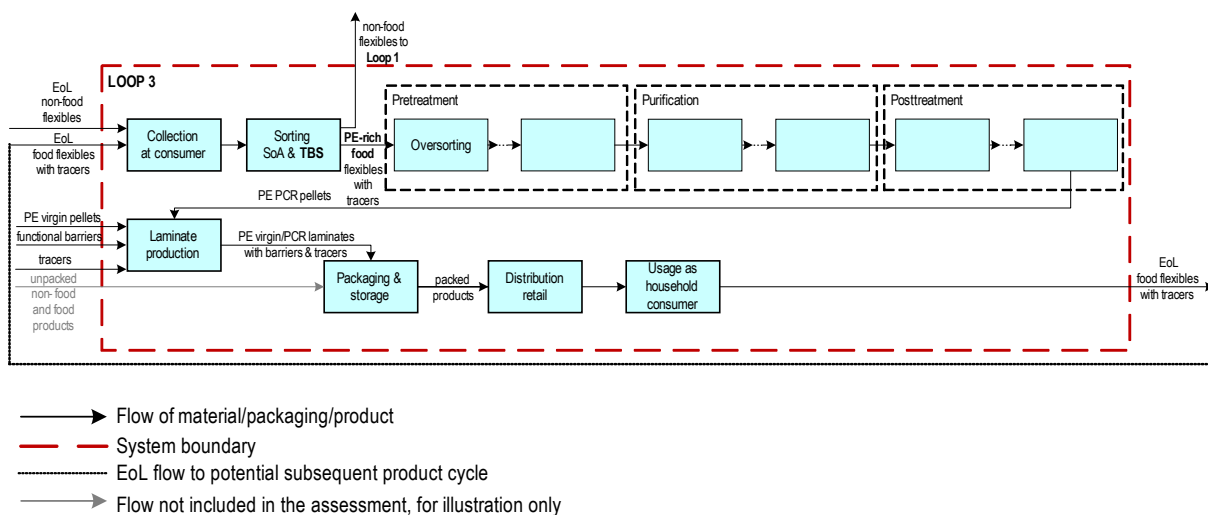 non-food
flexibles to
Loop 1
LOOP 3
EoL
non-food
flexibles
EoL
food flexibles
with tracers
Collection
at consumer
Sorting
SoA & TBS
PE-rich
food
flexibles
with
tracers
Pretreatment
Oversorting
Purification
Posttreatment
PE PCR pellets
PE virgin pellets
functional barriers
tracers
unpacked
non- food
and food
products
Laminate
production
PE virgin/PCR laminates
with barriers & tracers
Packaging &
storage
packed
products
Distribution
retail
Usage as
household
consumer
EoL
food flexibles
with tracers
Flow of material/packaging/product
System boundary
EoL flow to potential subsequent product cycle
Flow not included in the assessment, for illustration only